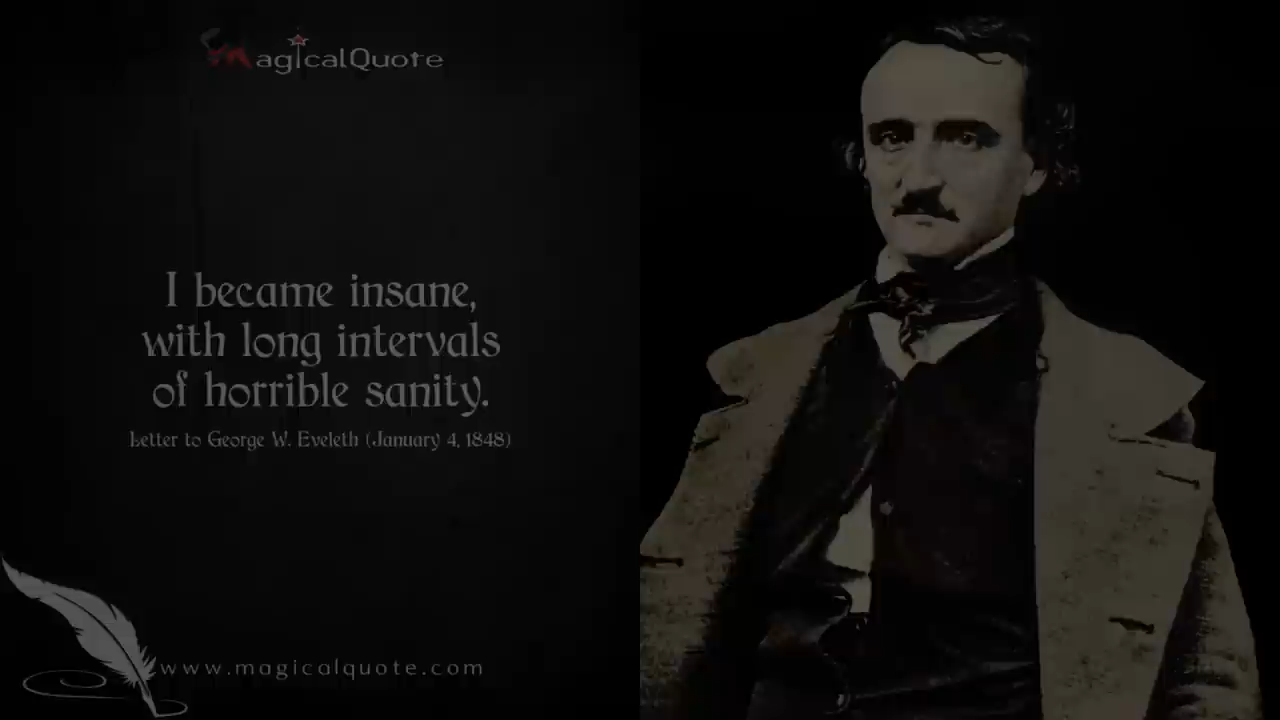 MagicalQuote
I became insane,
with long intervals
of horrible sanity.
Letter to George W. Eveleth (January 4, 1848)
www.magicalquote.com